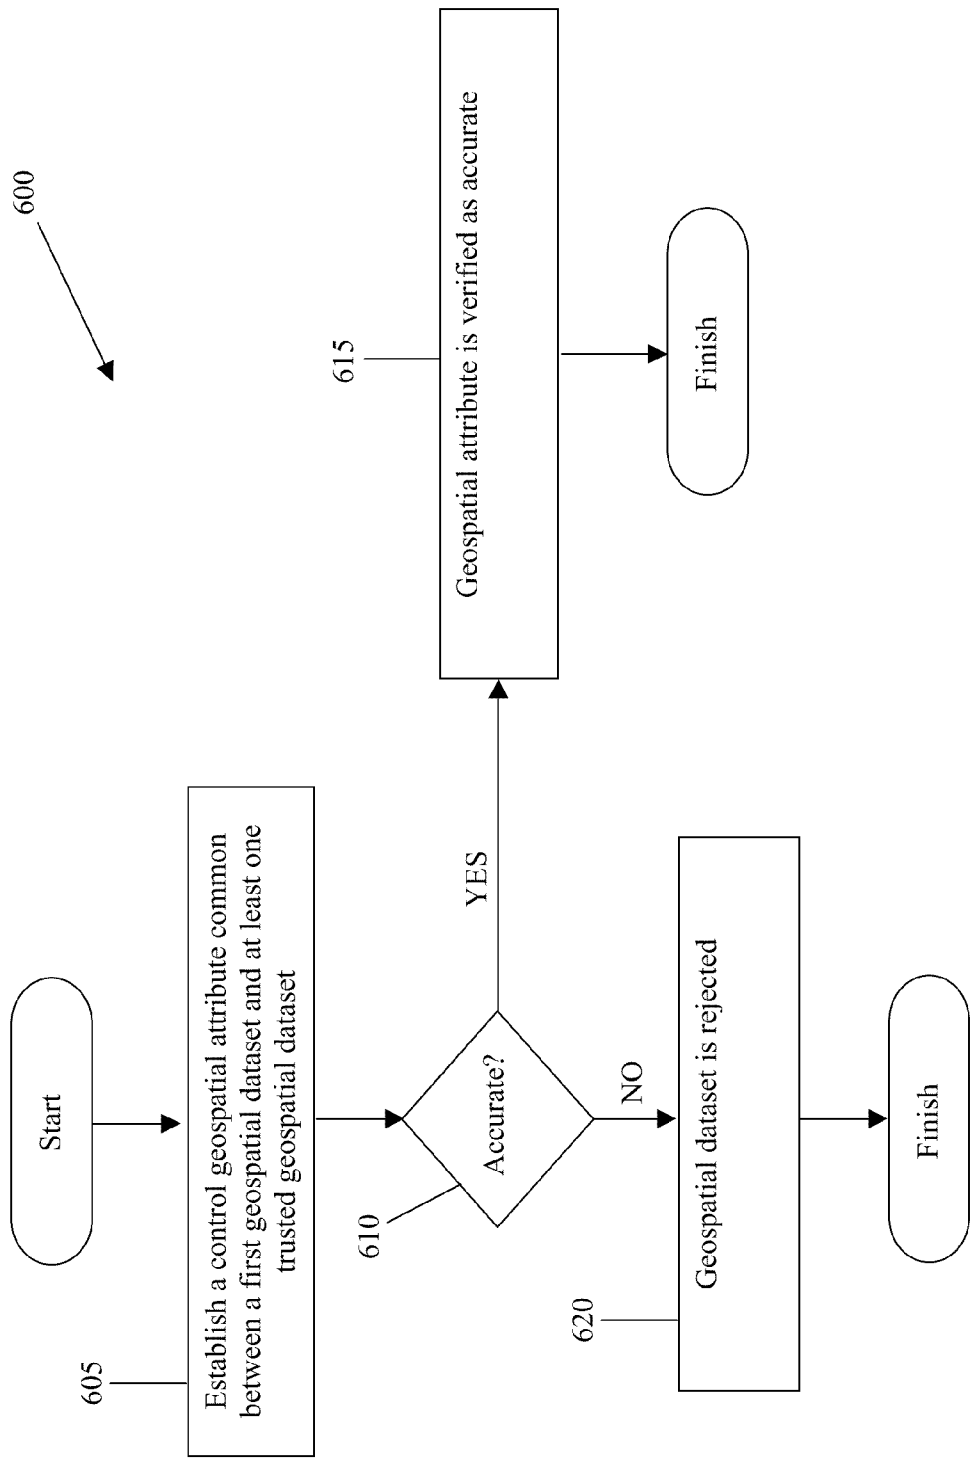 600
Start
605
Establish a control geospatial attribute common
between a first geospatial dataset and at least one
trusted geospatial dataset
610
Accurate?
YES
615
Geospatial attribute is verified as accurate
Finish
NO
620
Geospatial dataset is rejected
Finish